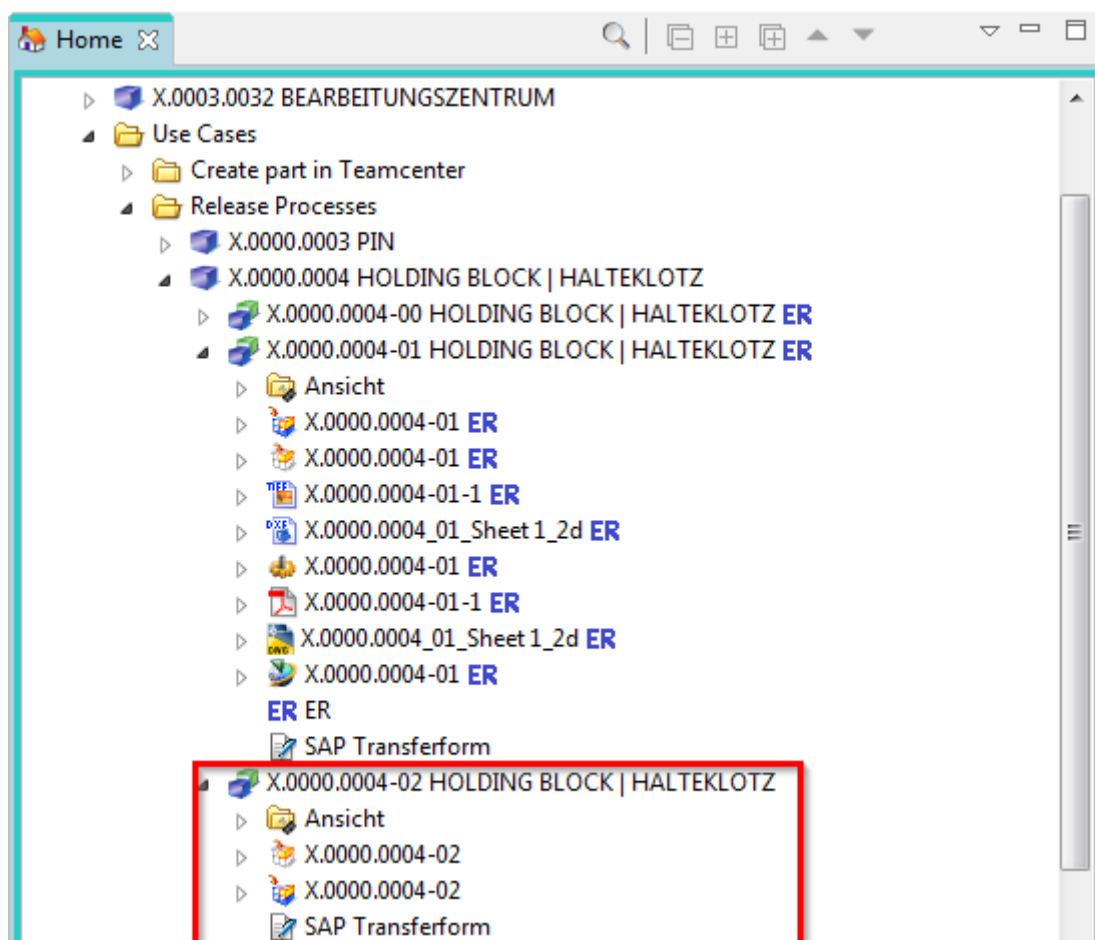 Home
X.0003.0032 BEARBEITUNGSZENTRUM
Use Cases
Create part in Teamcenter
Release Processes
X.0000.0003 PIN
X.0000.0004 HOLDING BLOCK | HALTEKLOTZ
X.0000.0004-00 HOLDING BLOCK | HALTEKLOTZ ER
X.0000.0004-01 HOLDING BLOCK | HALTEKLOTZ ER
Ansicht
X.0000.0004-01 ER
X.0000.0004-01 ER
TIFF X.0000.0004-01-1 ER
DXF X.0000.0004_01_Sheet 1_2d ER
X.0000.0004-01 ER
X.0000.0004-01-1 ER
DWG X.0000.0004_01_Sheet 1_2d ER
X.0000.0004-01 ER
ER ER
SAP Transferform
X.0000.0004-02 HOLDING BLOCK | HALTEKLOTZ
Ansicht
X.0000.0004-02
X.0000.0004-02
SAP Transferform